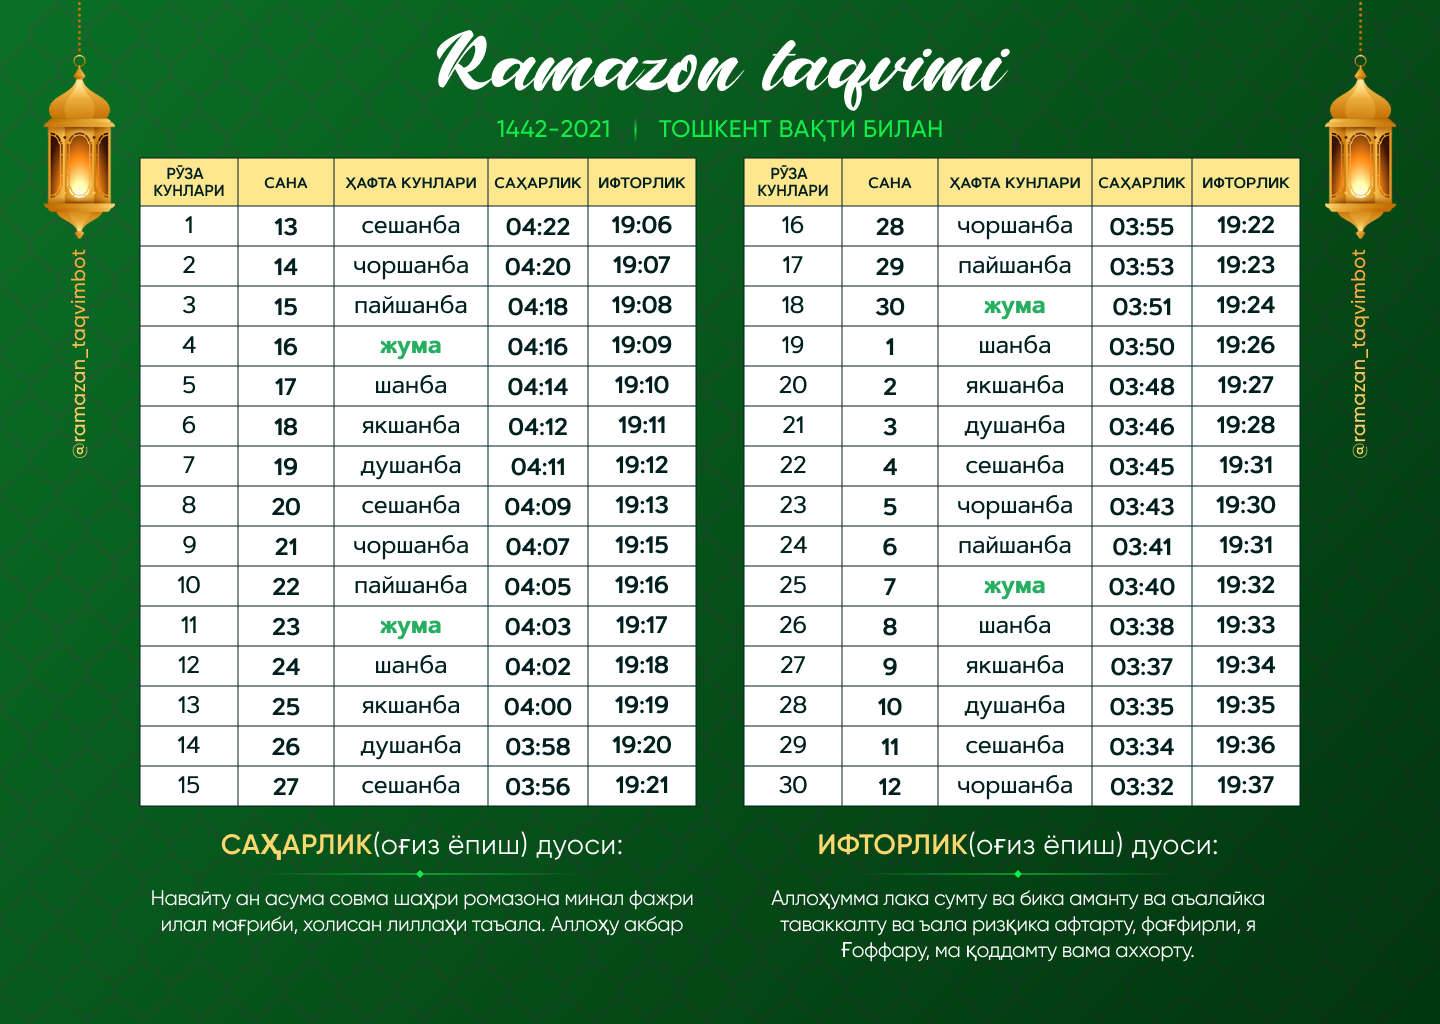 Ramazon taqvimi
1442-2021 | ТОШКЕНТ ВАҚТИ БИЛАН
РЎЗА КУНЛАРИ САНА ҲАФТА КУНЛАРИ САҲАРЛИК ИФТОРЛИК
1 13 сешанба 04:22 19:06
2 14 чоршанба 04:20 19:07
3 15 пайшанба 04:18 19:08
4 16 жума 04:16 19:09
5 17 шанба 04:14 19:10
6 18 якшанба 04:12 19:11
7 19 душанба 04:11 19:12
8 20 сешанба 04:09 19:13
9 21 чоршанба 04:07 19:15
10 22 пайшанба 04:05 19:16
11 23 жума 04:03 19:17
12 24 шанба 04:02 19:18
13 25 якшанба 04:00 19:19
14 26 душанба 03:58 19:20
15 27 сешанба 03:56 19:21
РЎЗА КУНЛАРИ САНА ҲАФТА КУНЛАРИ САҲАРЛИК ИФТОРЛИК
16 28 чоршанба 03:55 19:22
17 29 пайшанба 03:53 19:23
18 30 жума 03:51 19:24
19 1 шанба 03:50 19:26
20 2 якшанба 03:48 19:27
21 3 душанба 03:46 19:28
22 4 сешанба 03:45 19:31
23 5 чоршанба 03:43 19:30
24 6 пайшанба 03:41 19:31
25 7 жума 03:40 19:32
26 8 шанба 03:38 19:33
27 9 якшанба 03:37 19:34
28 10 душанба 03:35 19:35
29 11 сешанба 03:34 19:36
30 12 чоршанба 03:32 19:37
САҲАРЛИК(оғиз ёпиш) дуоси:
Навайту ан асума совма шаҳри ромазона минал фажри
илал мағриби, холисан лиллаҳи таъала. Аллоҳу акбар
ИФТОРЛИК(оғиз ёпиш) дуоси:
Аллоҳумма лака сумту ва бика аманту ва аъалайка
таваккалту ва ъала ризқика афтарту, фағфирли, я
Ғоффару, ма қоддамту вама аххорту.
@ramazan_taqvimbot
@ramazan_taqvimbot